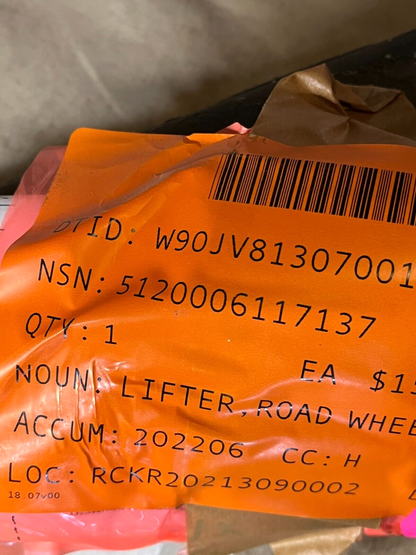 DTID: W90JV81307001
NSN: 5120006117137
QTY: 1
EA $15
NOUN: LIFTER, ROAD WHEE
ACCUM: 202206 CC: H
LOC: RCKR20213090002
18.07.00